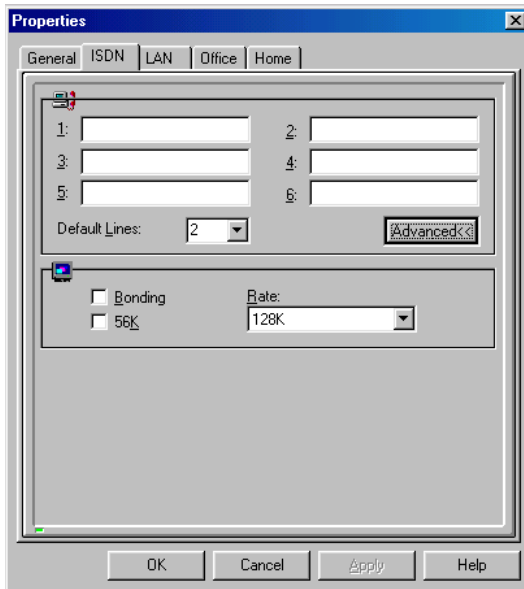 Properties
General ISDN LAN Office Home
1: 2:
3: 4:
5: 6:
Default Lines: 2 Advanced<<
Bonding Rate:
56K 128K
OK Cancel Apply Help